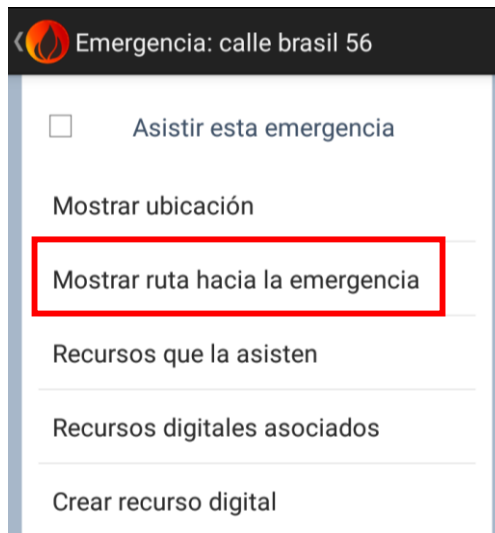 Emergencia: calle brasil 56
Asistir esta emergencia
Mostrar ubicación
Mostrar ruta hacia la emergencia
Recursos que la asisten
Recursos digitales asociados
Crear recurso digital